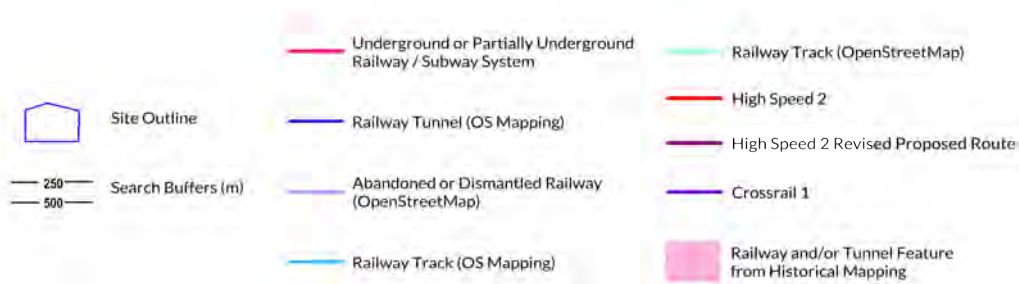 Site Outline
250
500
Search Buffers (m)
Underground or Partially Underground
Railway / Subway System
Railway Tunnel (OS Mapping)
Abandoned or Dismantled Railway
(OpenStreetMap)
Railway Track (OS Mapping)
Railway Track (OpenStreetMap)
High Speed 2
High Speed 2 Revised Proposed Route
Crossrail 1
Railway and/or Tunnel Feature
from Historical Mapping